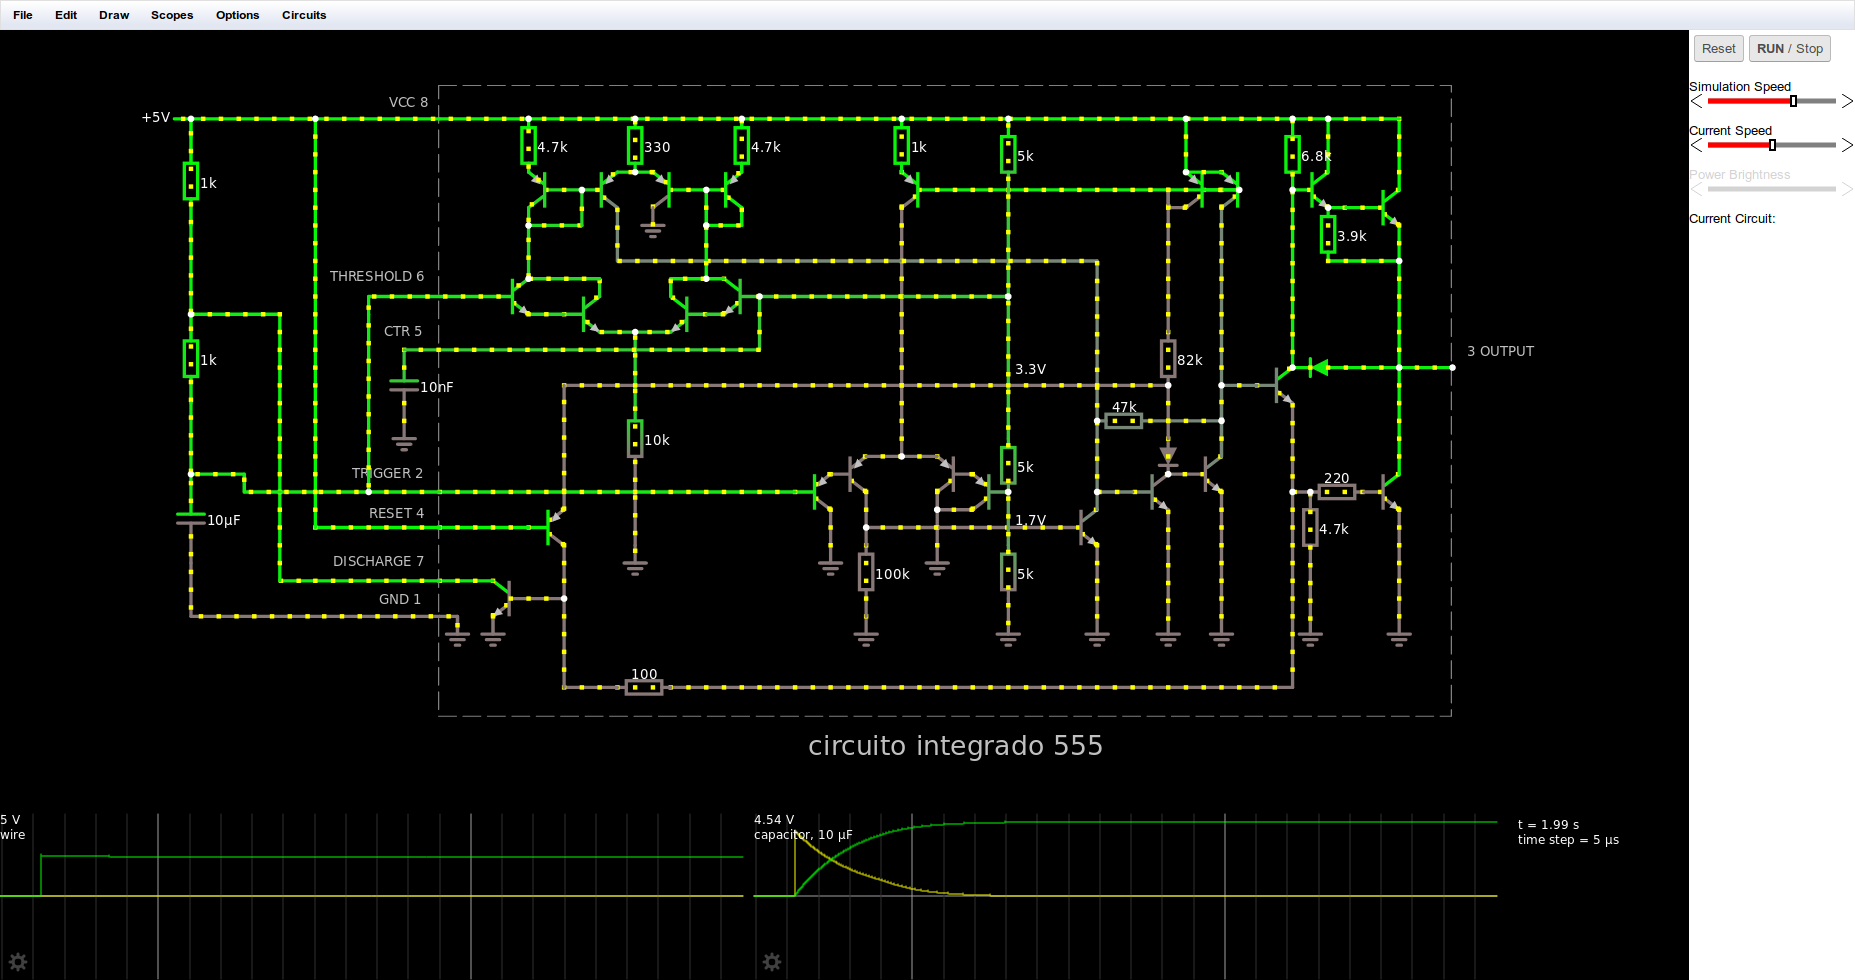 File Edit Draw Scopes Options Circuits
Reset RUN / Stop
Simulation Speed
Current Speed
Power Brightness
Current Circuit:
VCC 8
+5V
4.7k 330 4.7k 1k 5k 6.8k
1k
3.9k
THRESHOLD 6
CTR 5
3 OUTPUT
1k 82k
3.3V
10nF
47k
10k
5k
TRIGGER 2
220
RESET 4
10µF
1.7V
4.7k
DISCHARGE 7
100k 5k
GND 1
100
circuito integrado 555
5 V
wire
4.54 V
capacitor, 10 µF
t = 1.99 s
time step = 5 µs